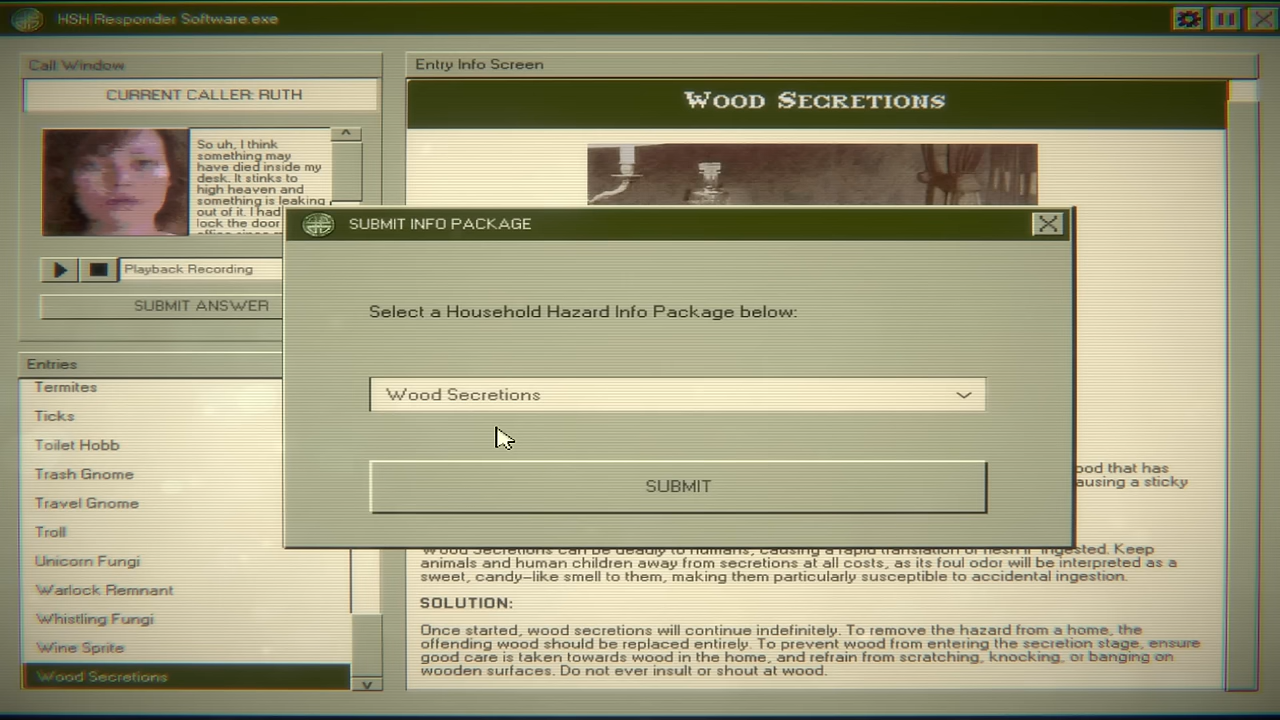 HSH Responder Software.exe
Call Window
CURRENT CALLER: RUTH
So uh, I think
something may
have died inside my
desk. It stinks to
high heaven and
something is leaking
out of it. I had
lock the door
Playback Recording
SUBMIT ANSWER
Entries
Termites
Ticks
Toilet Hobb
Trash Gnome
Travel Gnome
Troll
Unicorn Fungi
Warlock Remnant
Whistling Fungi
Wine Sprite
Wood Secretions
Entry Info Screen
WOOD SECRETIONS
SUBMIT INFO PACKAGE
Select a Household Hazard Info Package below:
Wood Secretions
SUBMIT
ood that has
ausing a sticky
Wood Secretions can be deadly to humans, causing a rapid translation of flesh if ingested. Keep
animals and human children away from secretions at all costs, as its foul odor will be interpreted as a
sweet, candy-like smell to them, making them particularly susceptible to accidental ingestion.
SOLUTION:
Once started, wood secretions will continue indefinitely. To remove the hazard from a home, the
offending wood should be replaced entirely. To prevent wood from entering the secretion stage, ensure
good care is taken towards wood in the home, and refrain from scratching, knocking, or banging on
wooden surfaces. Do not ever insult or shout at wood.